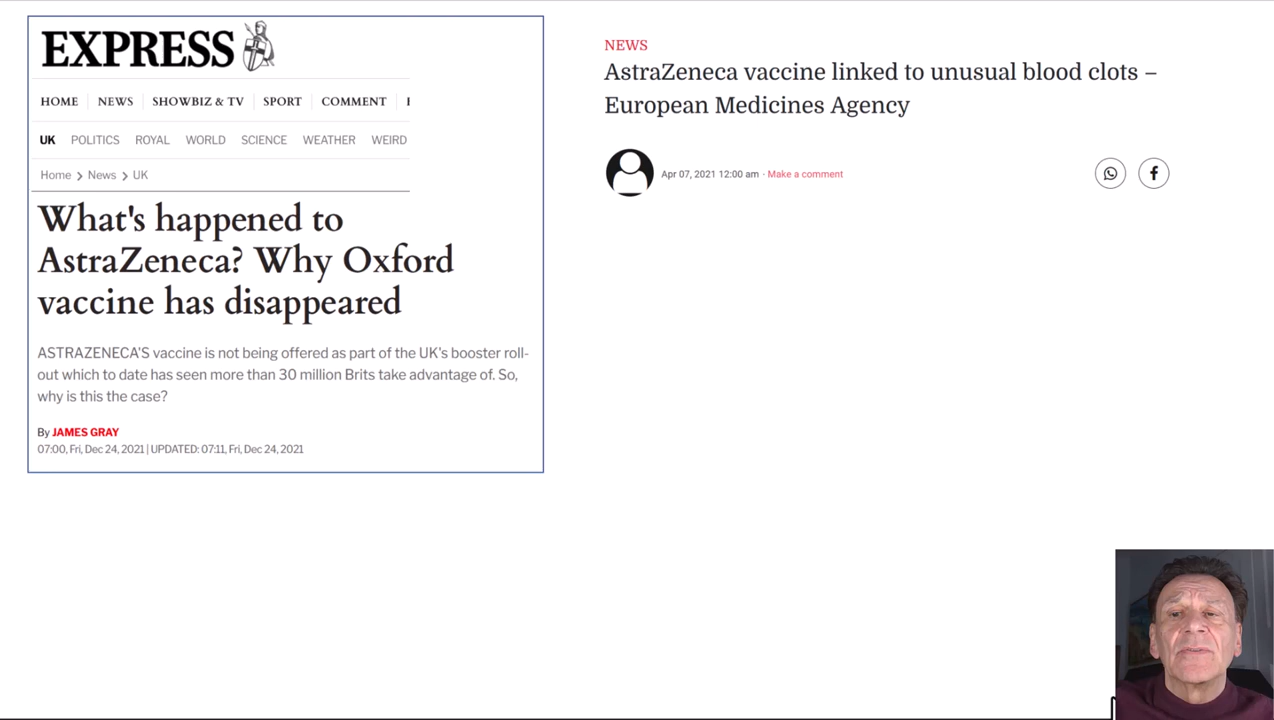 EXPRESS
HOME NEWS SHOWBIZ & TV SPORT COMMENT
UK POLITICS ROYAL WORLD SCIENCE WEATHER WEIRD
Home > News > UK
What's happened to
AstraZeneca? Why Oxford
vaccine has disappeared
ASTRAZENECA'S vaccine is not being offered as part of the UK's booster roll-
out which to date has seen more than 30 million Brits take advantage of. So,
why is this the case?
By JAMES GRAY
07:00, Fri, Dec 24, 2021 | UPDATED: 07:11, Fri, Dec 24, 2021
NEWS
AstraZeneca vaccine linked to unusual blood clots –
European Medicines Agency
Apr 07, 2021 12:00 am · Make a comment